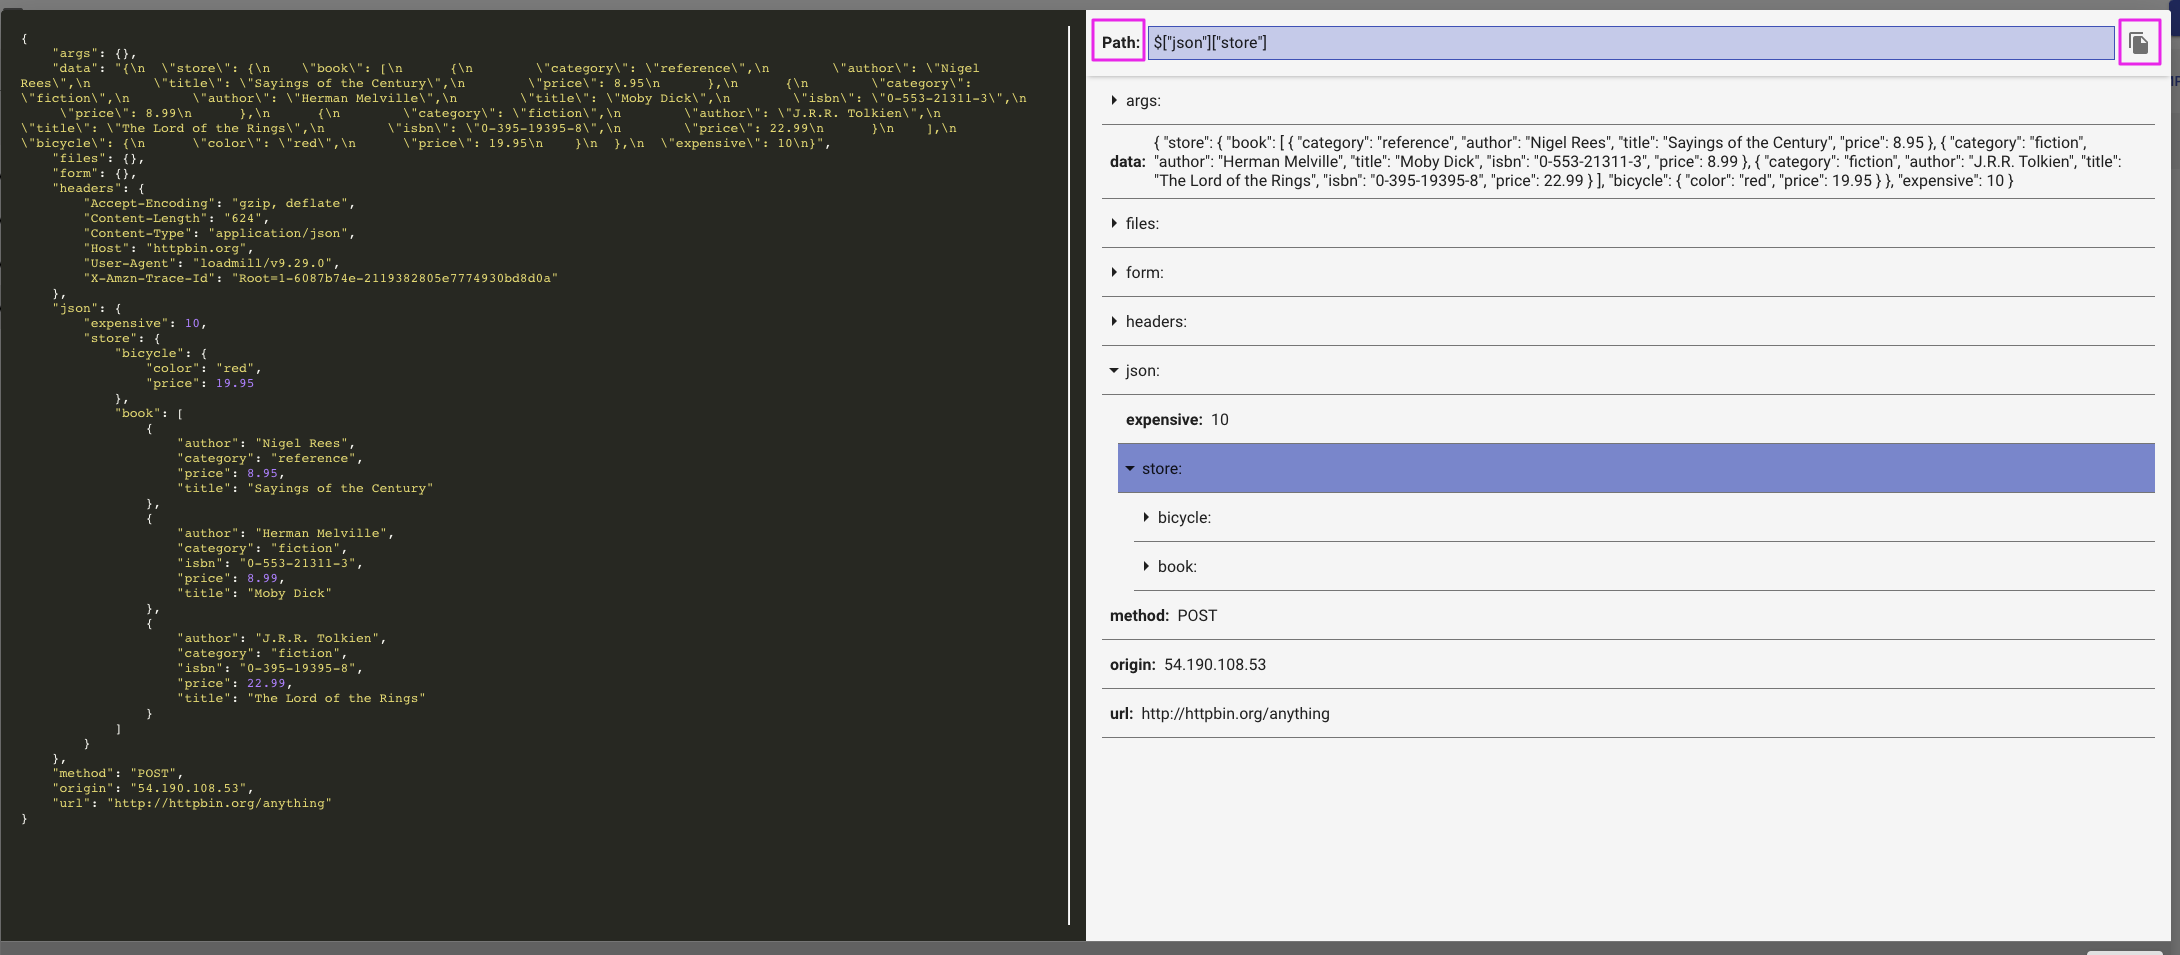 {
"args": {},
"data": "{\n  \"store\": {\n    \"book\": [\n      {\n        \"category\": \"reference\",\n        \"author\": \"Nigel
Rees\",\n        \"title\": \"Sayings of the Century\",\n        \"price\": 8.95\n      },\n      {\n        \"category\":
\"fiction\",\n        \"author\": \"Herman Melville\",\n        \"title\": \"Moby Dick\",\n        \"isbn\": \"0-553-21311-3\",\n
\"price\": 8.99\n      },\n      {\n        \"category\": \"fiction\",\n        \"author\": \"J.R.R. Tolkien\",\n
\"title\": \"The Lord of the Rings\",\n        \"isbn\": \"0-395-19395-8\",\n        \"price\": 22.99\n      }\n    ],\n
\"bicycle\": {\n      \"color\": \"red\",\n      \"price\": 19.95\n    }\n  },\n  \"expensive\": 10\n}",
"files": {},
"form": {},
"headers": {
"Accept-Encoding": "gzip, deflate",
"Content-Length": "624",
"Content-Type": "application/json",
"Host": "httpbin.org",
"User-Agent": "loadmill/v9.29.0",
"X-Amzn-Trace-Id": "Root=1-6087b74e-2119382805e7774930bd8d0a"
},
"json": {
"expensive": 10,
"store": {
"bicycle": {
"color": "red",
"price": 19.95
},
"book": [
{
"author": "Nigel Rees",
"category": "reference",
"price": 8.95,
"title": "Sayings of the Century"
},
{
"author": "Herman Melville",
"category": "fiction",
"isbn": "0-553-21311-3",
"price": 8.99,
"title": "Moby Dick"
},
{
"author": "J.R.R. Tolkien",
"category": "fiction",
"isbn": "0-395-19395-8",
"price": 22.99,
"title": "The Lord of the Rings"
}
]
}
},
"method": "POST",
"origin": "54.190.108.53",
"url": "http://httpbin.org/anything"
}
Path: $["json"]["store"]
args:
{ "store": { "book": [ { "category": "reference", "author": "Nigel Rees", "title": "Sayings of the Century", "price": 8.95 }, { "category": "fiction",
data: "author": "Herman Melville", "title": "Moby Dick", "isbn": "0-553-21311-3", "price": 8.99 }, { "category": "fiction", "author": "J.R.R. Tolkien", "title":
"The Lord of the Rings", "isbn": "0-395-19395-8", "price": 22.99 } ], "bicycle": { "color": "red", "price": 19.95 } }, "expensive": 10 }
files:
form:
headers:
json:
expensive: 10
store:
bicycle:
book:
method: POST
origin: 54.190.108.53
url: http://httpbin.org/anything